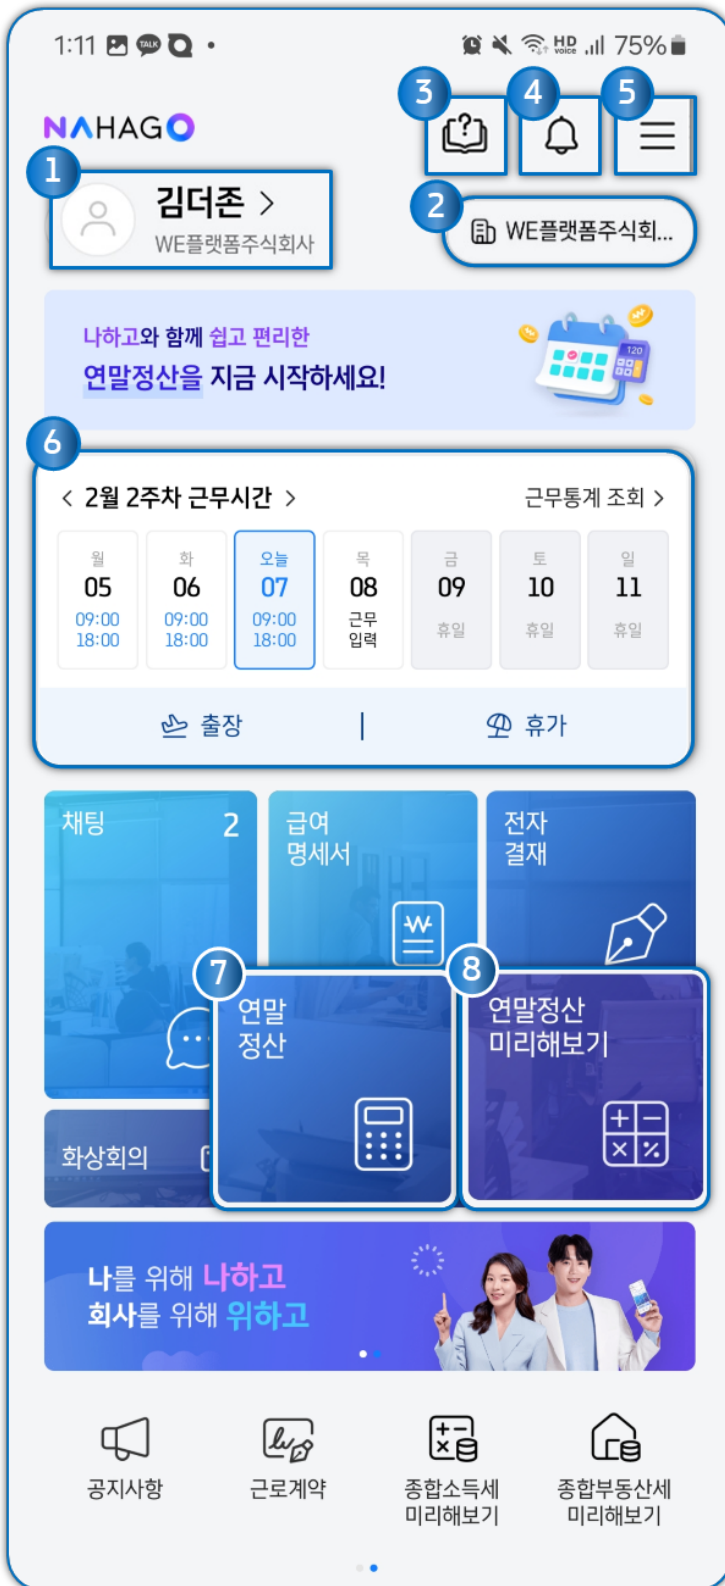 1:11 TALK HD voice 75%
3 4 5
NAHAGO
1
김더존 >
WE플랫폼주식회사
2
WE플랫폼주식회...
나하고와 함께 쉽고 편리한
연말정산을 지금 시작하세요!
120
6
< 2월 2주차 근무시간 > 근무통계 조회 >
월 화 오늘 목 금 토 일
05 06 07 08 09 10 11
09:00 09:00 09:00 근무 휴일 휴일 휴일
18:00 18:00 18:00 입력
출장 | 휴가
채팅 2
급여
명세서
전자
결재
7
연말
정산
8
연말정산
미리해보기
화상회의
나를 위해 나하고
회사를 위해 위하고
공지사항 근로계약 종합소득세 종합부동산세
미리해보기 미리해보기